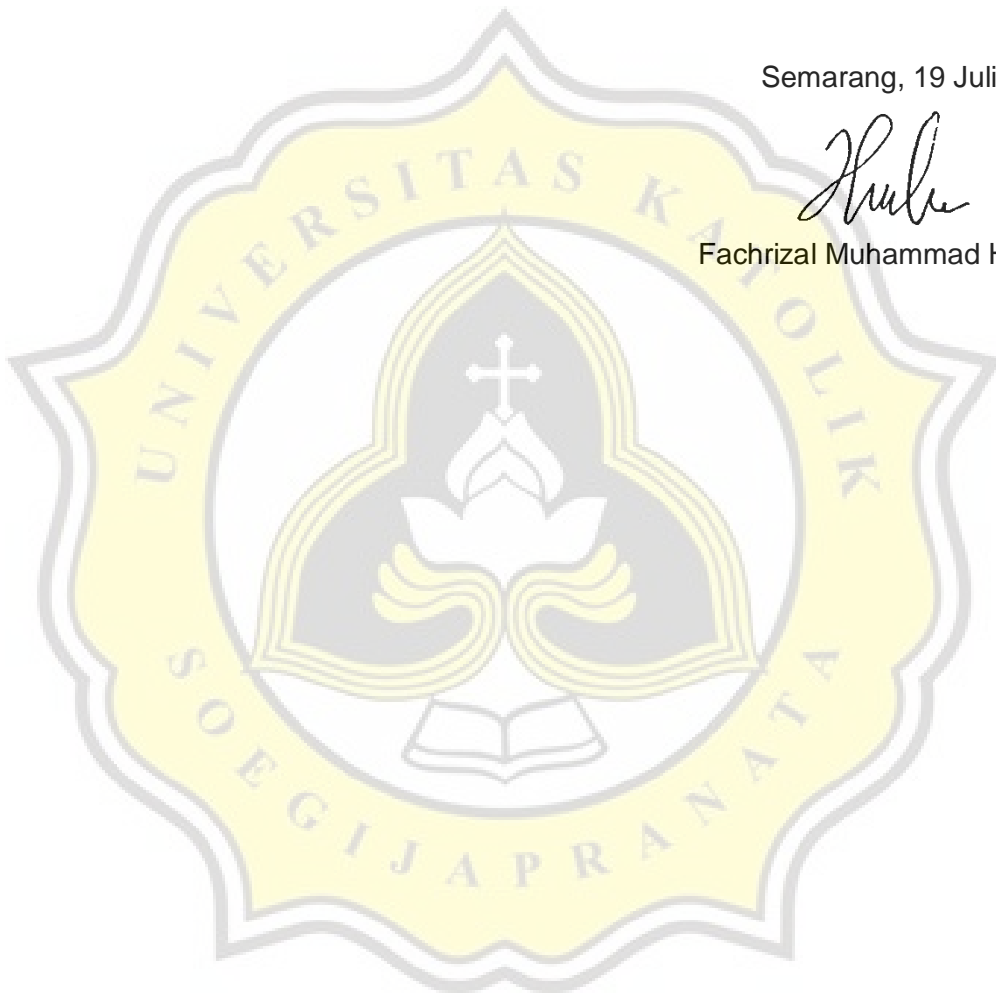 Semarang, 19 Juli
Fachrizal Muhammad H
UNIVERSITAS KATOLIK
SOEGIJAPRANATA